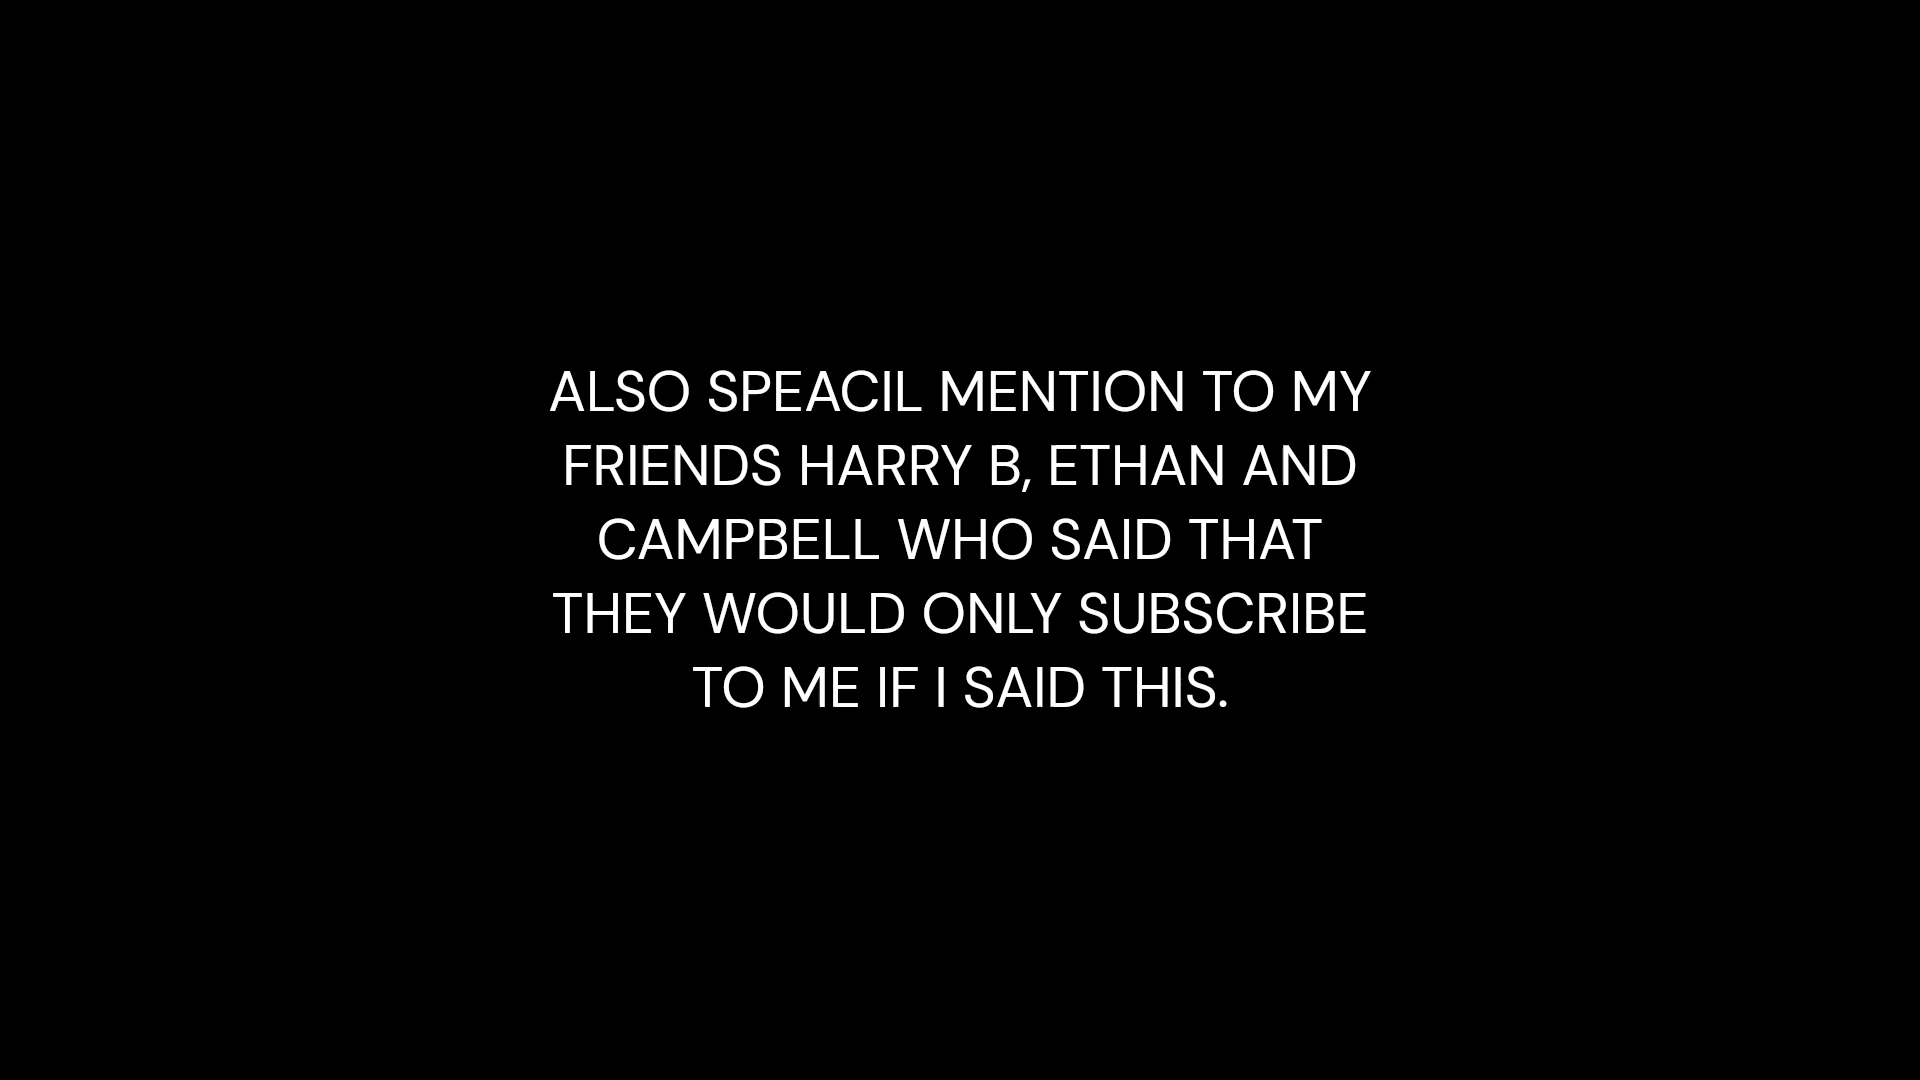 ALSO SPEACIL MENTION TO MY
FRIENDS HARRY B, ETHAN AND
CAMPBELL WHO SAID THAT
THEY WOULD ONLY SUBSCRIBE
TO ME IF I SAID THIS.